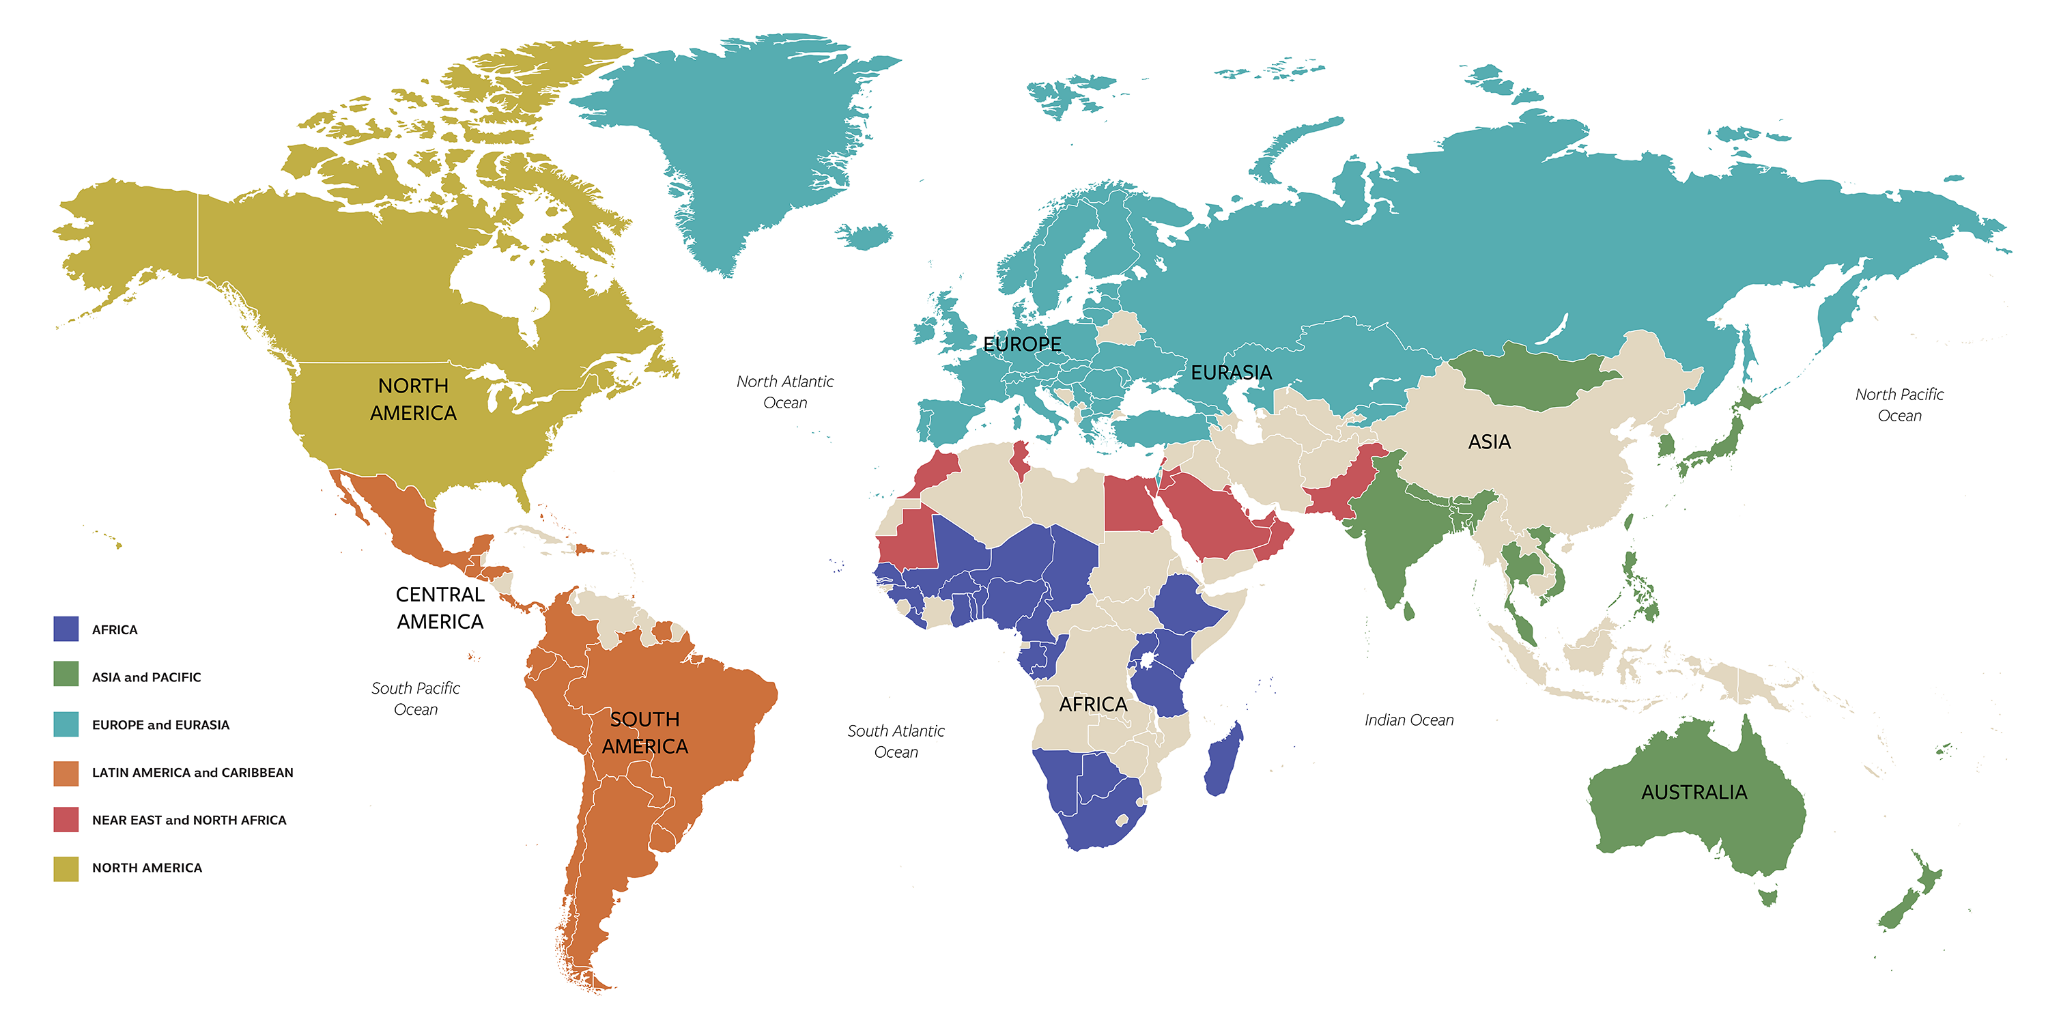 NORTH
AMERICA
North Atlantic
Ocean
EUROPE
EURASIA
ASIA
North Pacific
Ocean
CENTRAL
AMERICA
South Pacific
Ocean
SOUTH
AMERICA
South Atlantic
Ocean
AFRICA
Indian Ocean
AUSTRALIA
AFRICA
ASIA and PACIFIC
EUROPE and EURASIA
LATIN AMERICA and CARIBBEAN
NEAR EAST and NORTH AFRICA
NORTH AMERICA